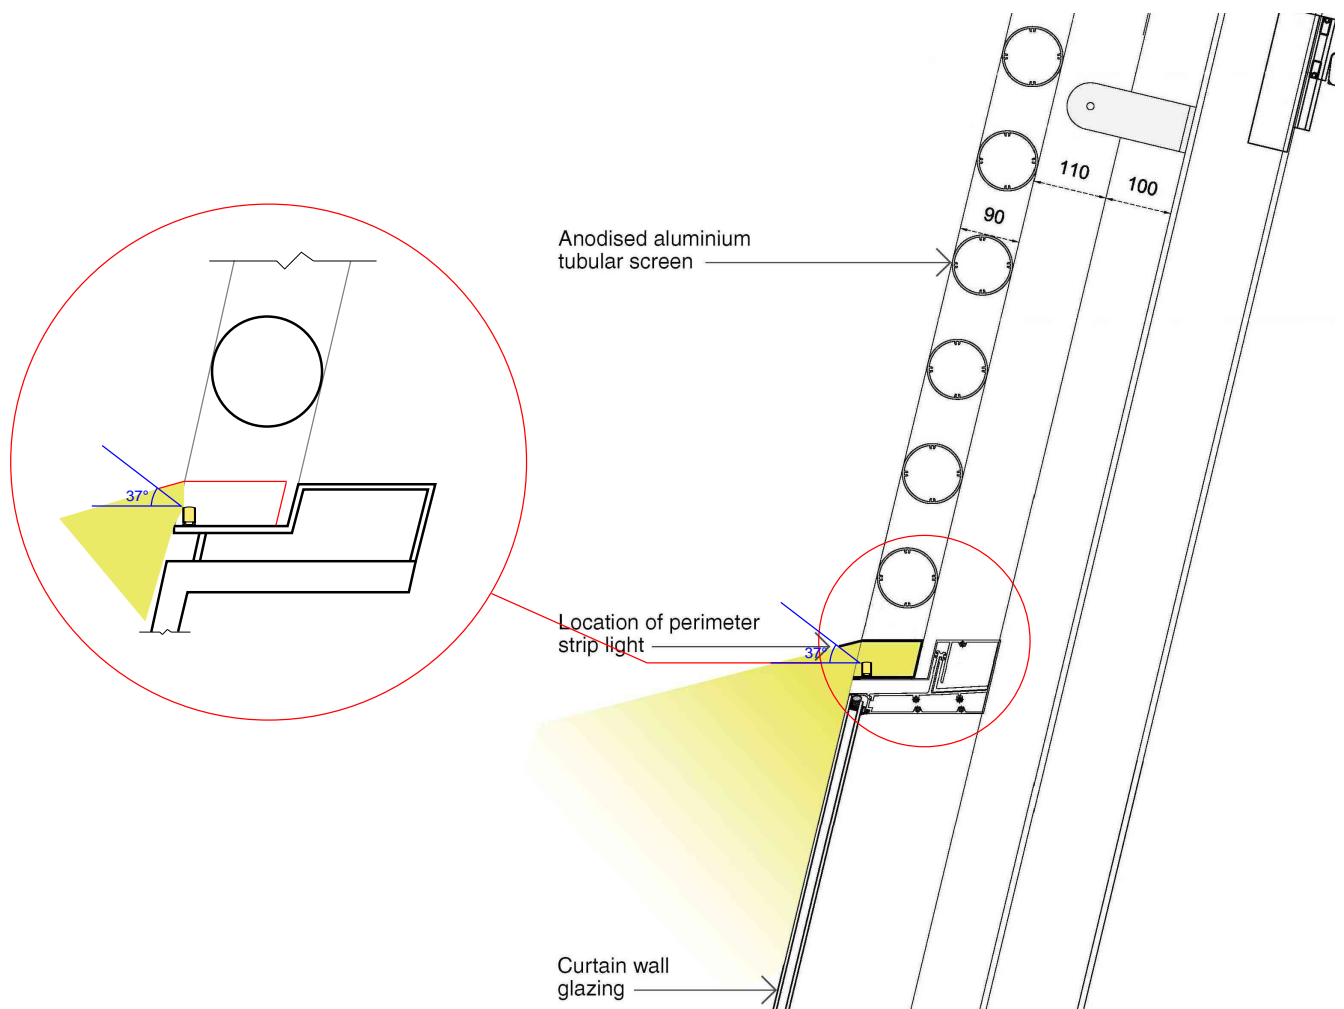 110
100
90
Anodised aluminium
tubular screen
37°
Location of perimeter
strip light
37°
Curtain wall
glazing